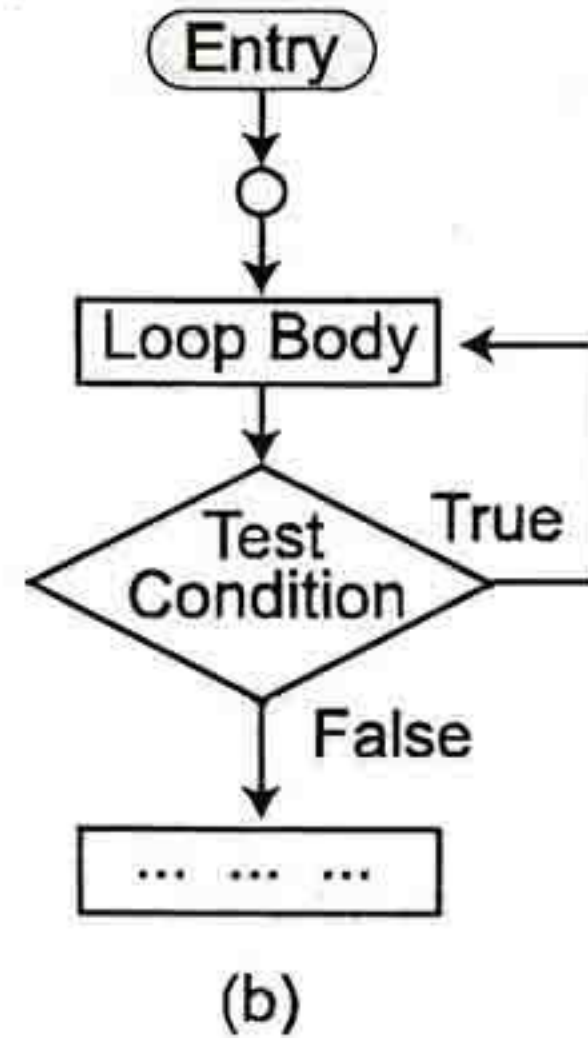 Entry
Loop Body
Test
Condition
True
False
... ... ...
(b)